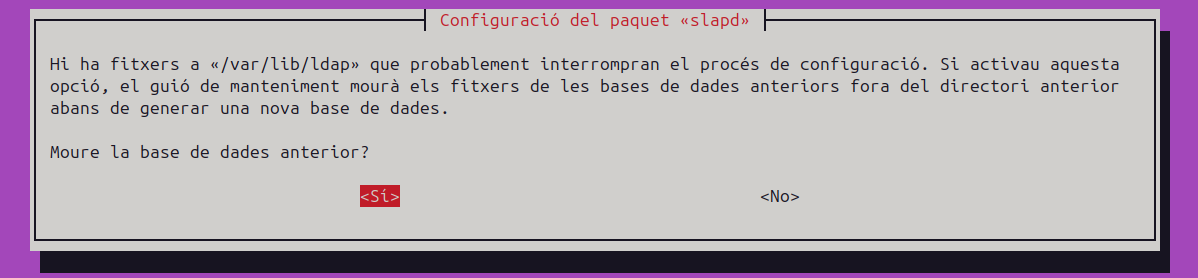 Configuració del paquet «slapd»
Hi ha fitxers a «/var/lib/ldap» que probablement interrompran el procés de configuració. Si activau aquesta
opció, el guió de manteniment mourà els fitxers de les bases de dades anteriors fora del directori anterior
abans de generar una nova base de dades.
Moure la base de dades anterior?
<Sí> <No>